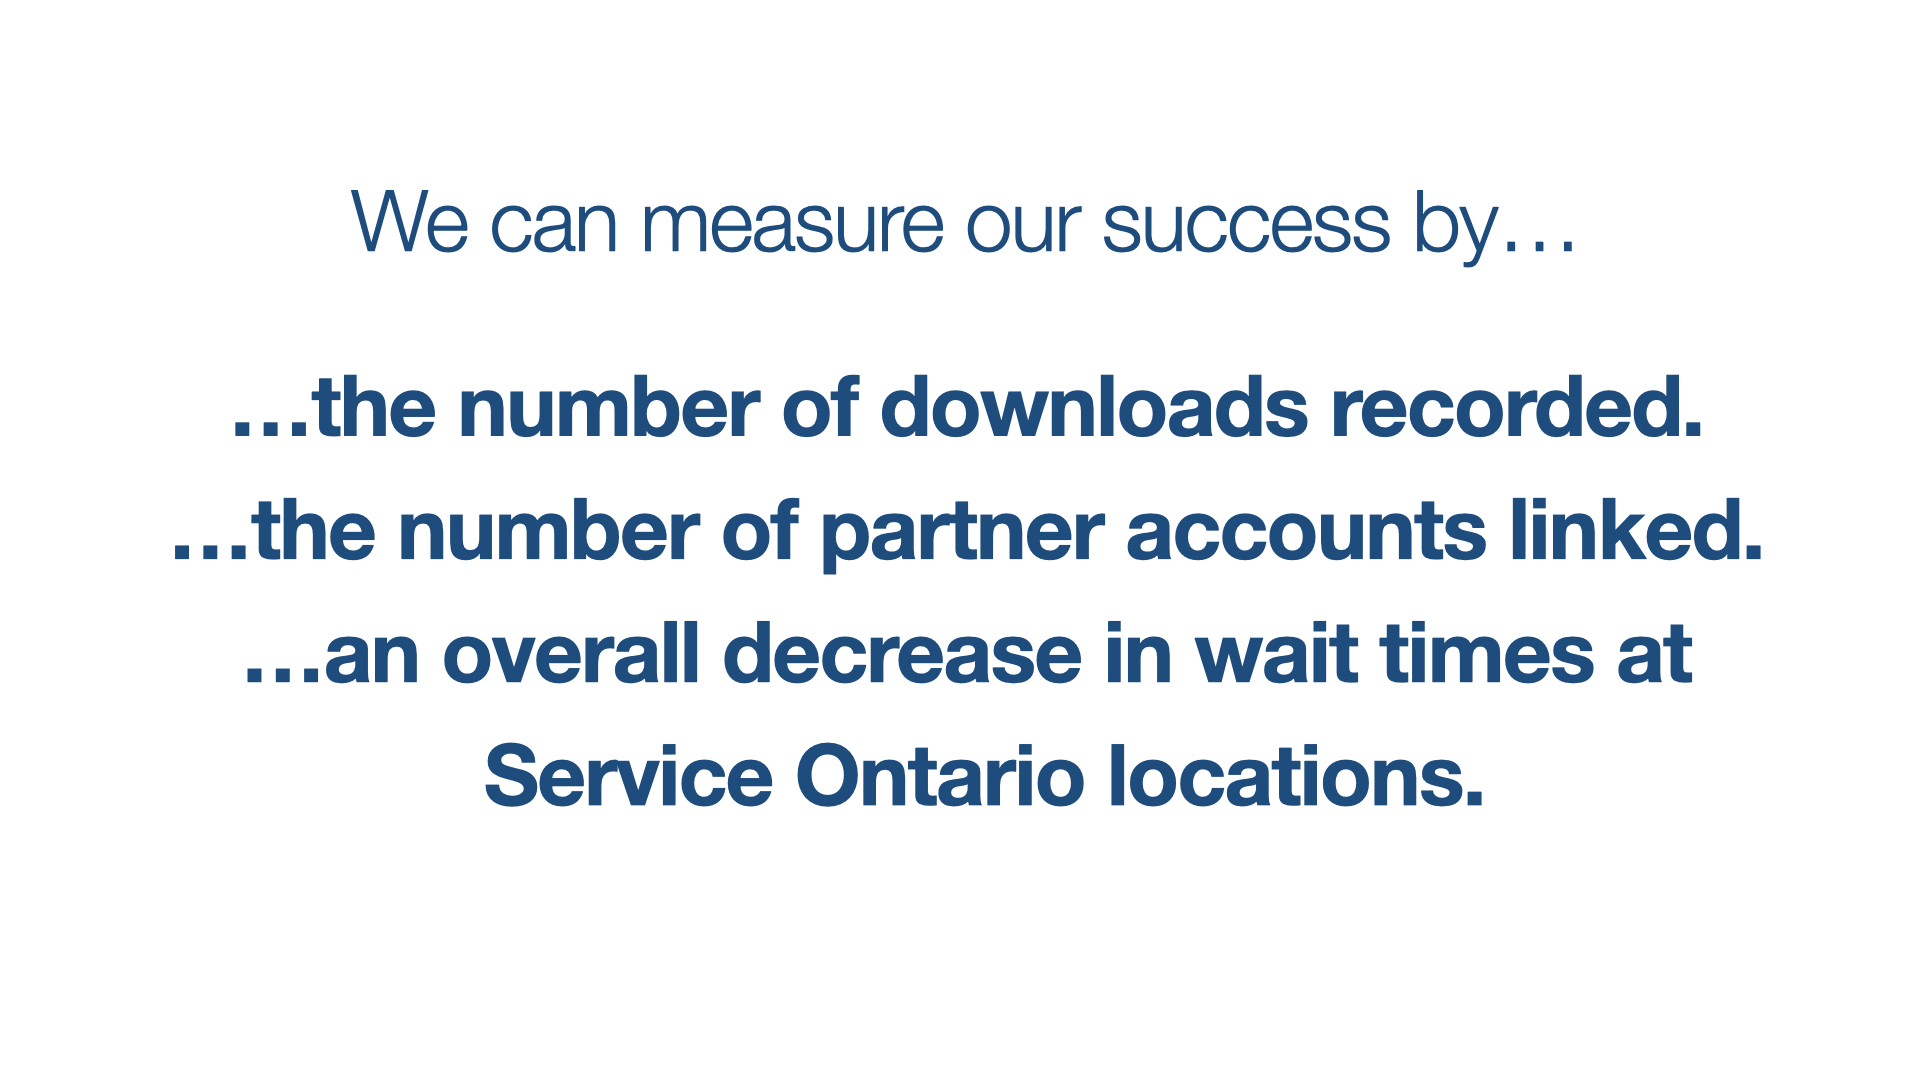 We can measure our success by…
…the number of downloads recorded.
…the number of partner accounts linked.
…an overall decrease in wait times at
Service Ontario locations.